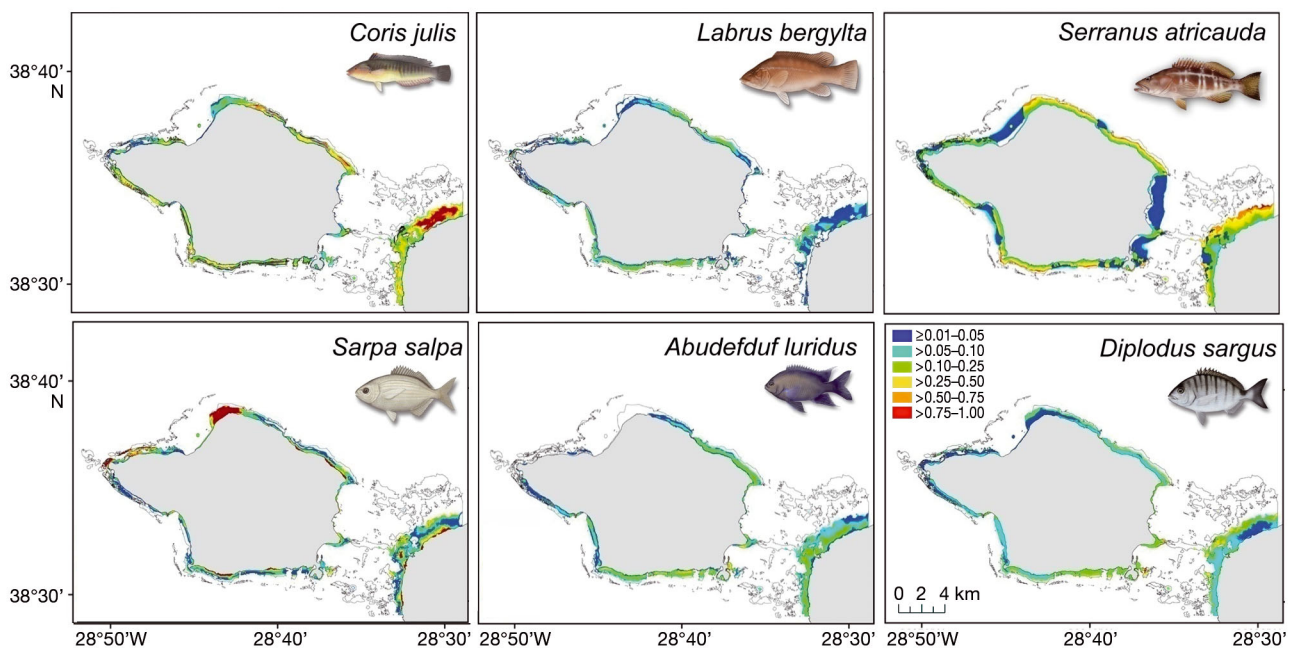 Coris julis
Labrus bergylta
Serranus atricauda
38°40'
N
38°30'
Sarpa salpa
Abudefduf luridus
Diplodus sargus
≥0.01–0.05
>0.05–0.10
>0.10–0.25
>0.25–0.50
>0.50–0.75
>0.75–1.00
38°40'
N
38°30'
0 2 4 km
28°50'W 28°40' 28°30' 28°50'W 28°40' 28°30' 28°50'W 28°40' 28°30'